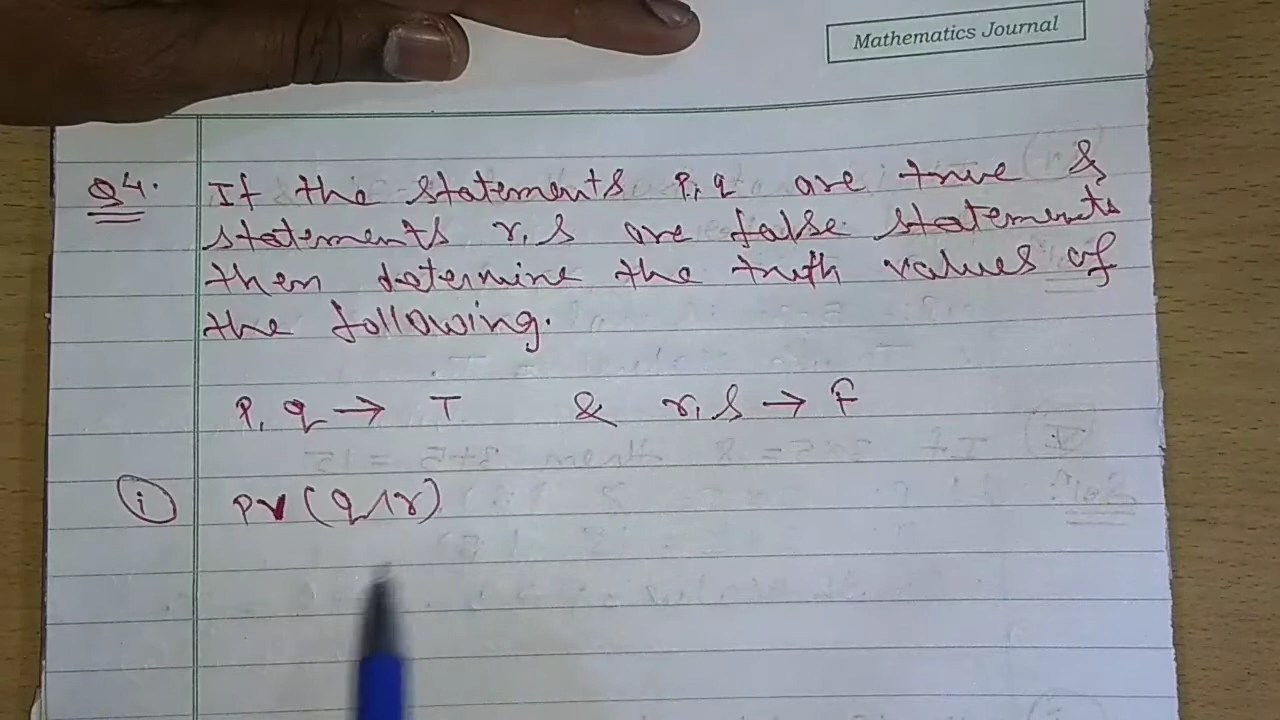 Mathematics Journal
Q4. If the statements p, q are true &
statements r, s are false statements
then determine the truth values of
the following.
p, q → T & r, s → F
(i) p∨(q∧r)